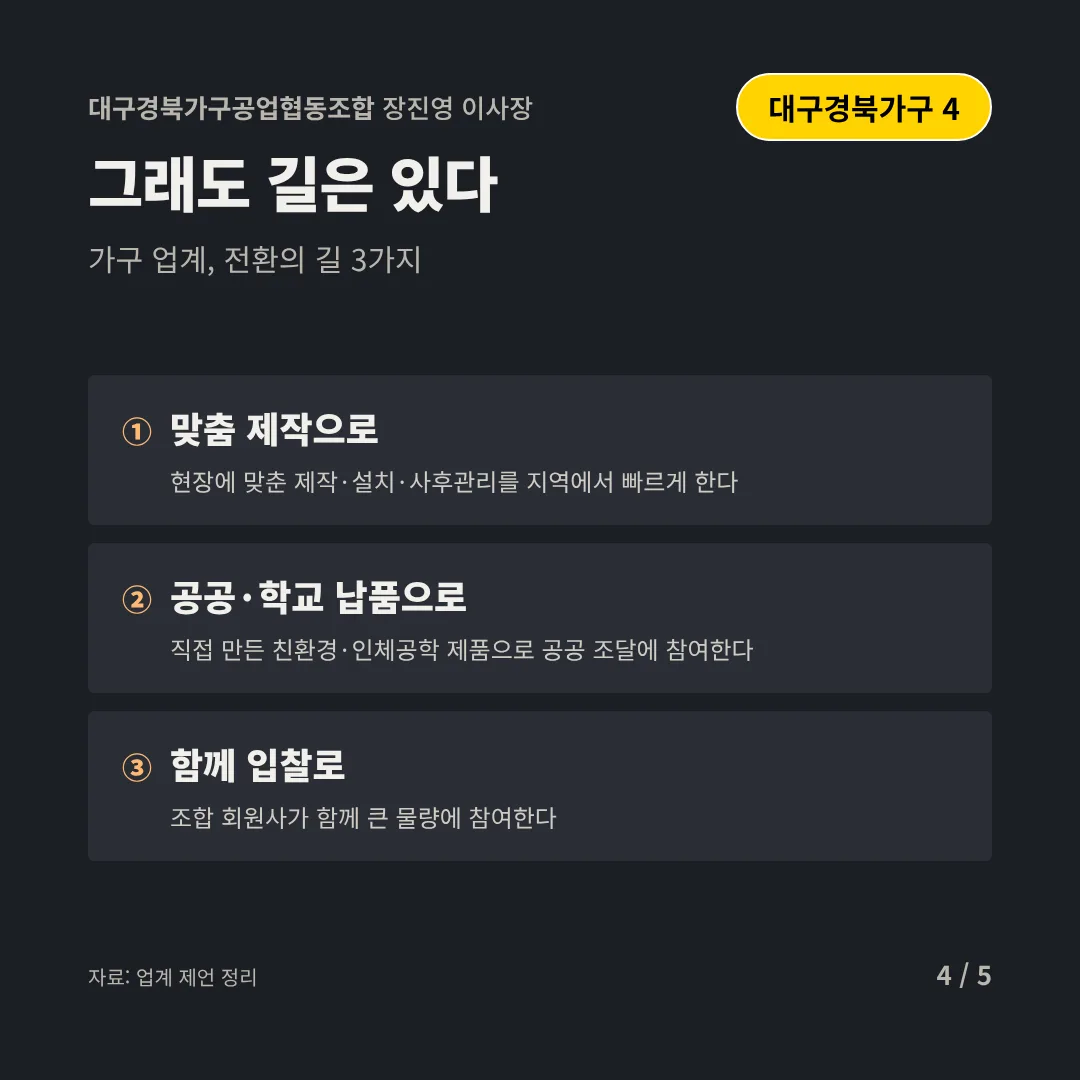 대구경북가구공업협동조합 장진영 이사장
대구경북가구 4
그래도 길은 있다
가구 업계, 전환의 길 3가지
① 맞춤 제작으로
현장에 맞춘 제작·설치·사후관리를 지역에서 빠르게 한다
② 공공·학교 납품으로
직접 만든 친환경·인체공학 제품으로 공공 조달에 참여한다
③ 함께 입찰로
조합 회원사가 함께 큰 물량에 참여한다
자료: 업계 제언 정리
4 / 5